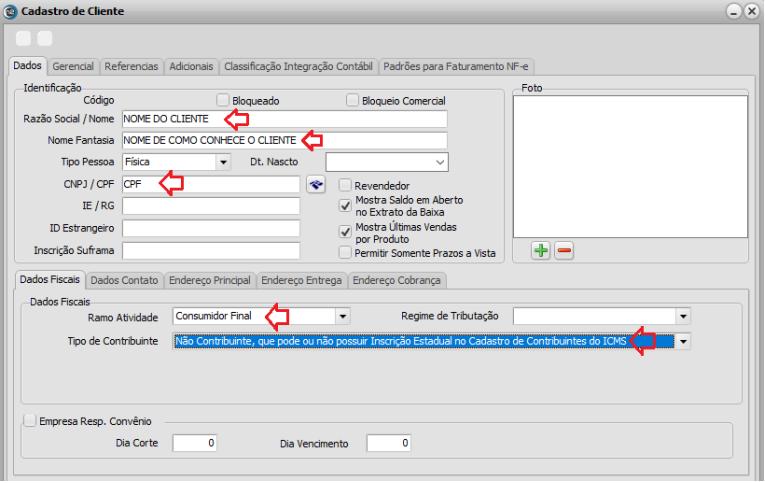 Cadastro de Cliente
Dados Gerencial Referencias Adicionais Classificação Integração Contábil Padrões para Faturamento NF-e
Identificação
Foto
Código Bloqueado Bloqueio Comercial
Razão Social / Nome NOME DO CLIENTE
Nome Fantasia NOME DE COMO CONHECE O CLIENTE
Tipo Pessoa Física Dt. Nascto
CNPJ / CPF CPF Revendedor
IE / RG Mostra Saldo em Aberto
no Extrato da Baixa
ID Estrangeiro Mostra Últimas Vendas
por Produto
Inscrição Suframa Permitir Somente Prazos a Vista
Dados Fiscais Dados Contato Endereço Principal Endereço Entrega Endereço Cobrança
Dados Fiscais
Ramo Atividade Consumidor Final Regime de Tributação
Tipo de Contribuinte Não Contribuinte, que pode ou não possuir Inscrição Estadual no Cadastro de Contribuintes do ICMS
Empresa Resp. Convênio
Dia Corte 0 Dia Vencimento 0